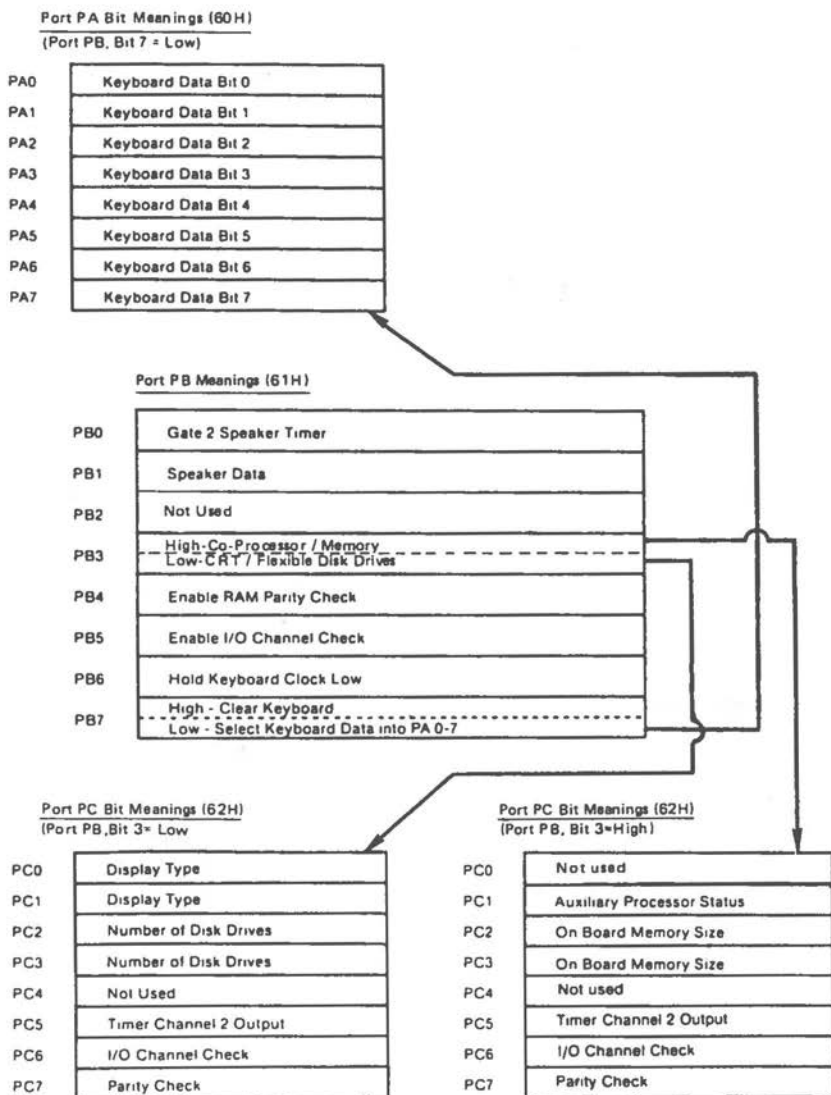 Port PA Bit Meanings (60H)
(Port PB, Bit 7 = Low)
PA0 Keyboard Data Bit 0
PA1 Keyboard Data Bit 1
PA2 Keyboard Data Bit 2
PA3 Keyboard Data Bit 3
PA4 Keyboard Data Bit 4
PA5 Keyboard Data Bit 5
PA6 Keyboard Data Bit 6
PA7 Keyboard Data Bit 7
Port PB Meanings (61H)
PB0 Gate 2 Speaker Timer
PB1 Speaker Data
PB2 Not Used
PB3 High-Co-Processor / Memory
Low-CRT / Flexible Disk Drives
PB4 Enable RAM Parity Check
PB5 Enable I/O Channel Check
PB6 Hold Keyboard Clock Low
PB7 High - Clear Keyboard
Low - Select Keyboard Data into PA 0-7
Port PC Bit Meanings (62H)
(Port PB,Bit 3= Low
PC0 Display Type
PC1 Display Type
PC2 Number of Disk Drives
PC3 Number of Disk Drives
PC4 Not Used
PC5 Timer Channel 2 Output
PC6 I/O Channel Check
PC7 Parity Check
Port PC Bit Meanings (62H)
(Port PB, Bit 3=High)
PC0 Not used
PC1 Auxiliary Processor Status
PC2 On Board Memory Size
PC3 On Board Memory Size
PC4 Not used
PC5 Timer Channel 2 Output
PC6 I/O Channel Check
PC7 Parity Check